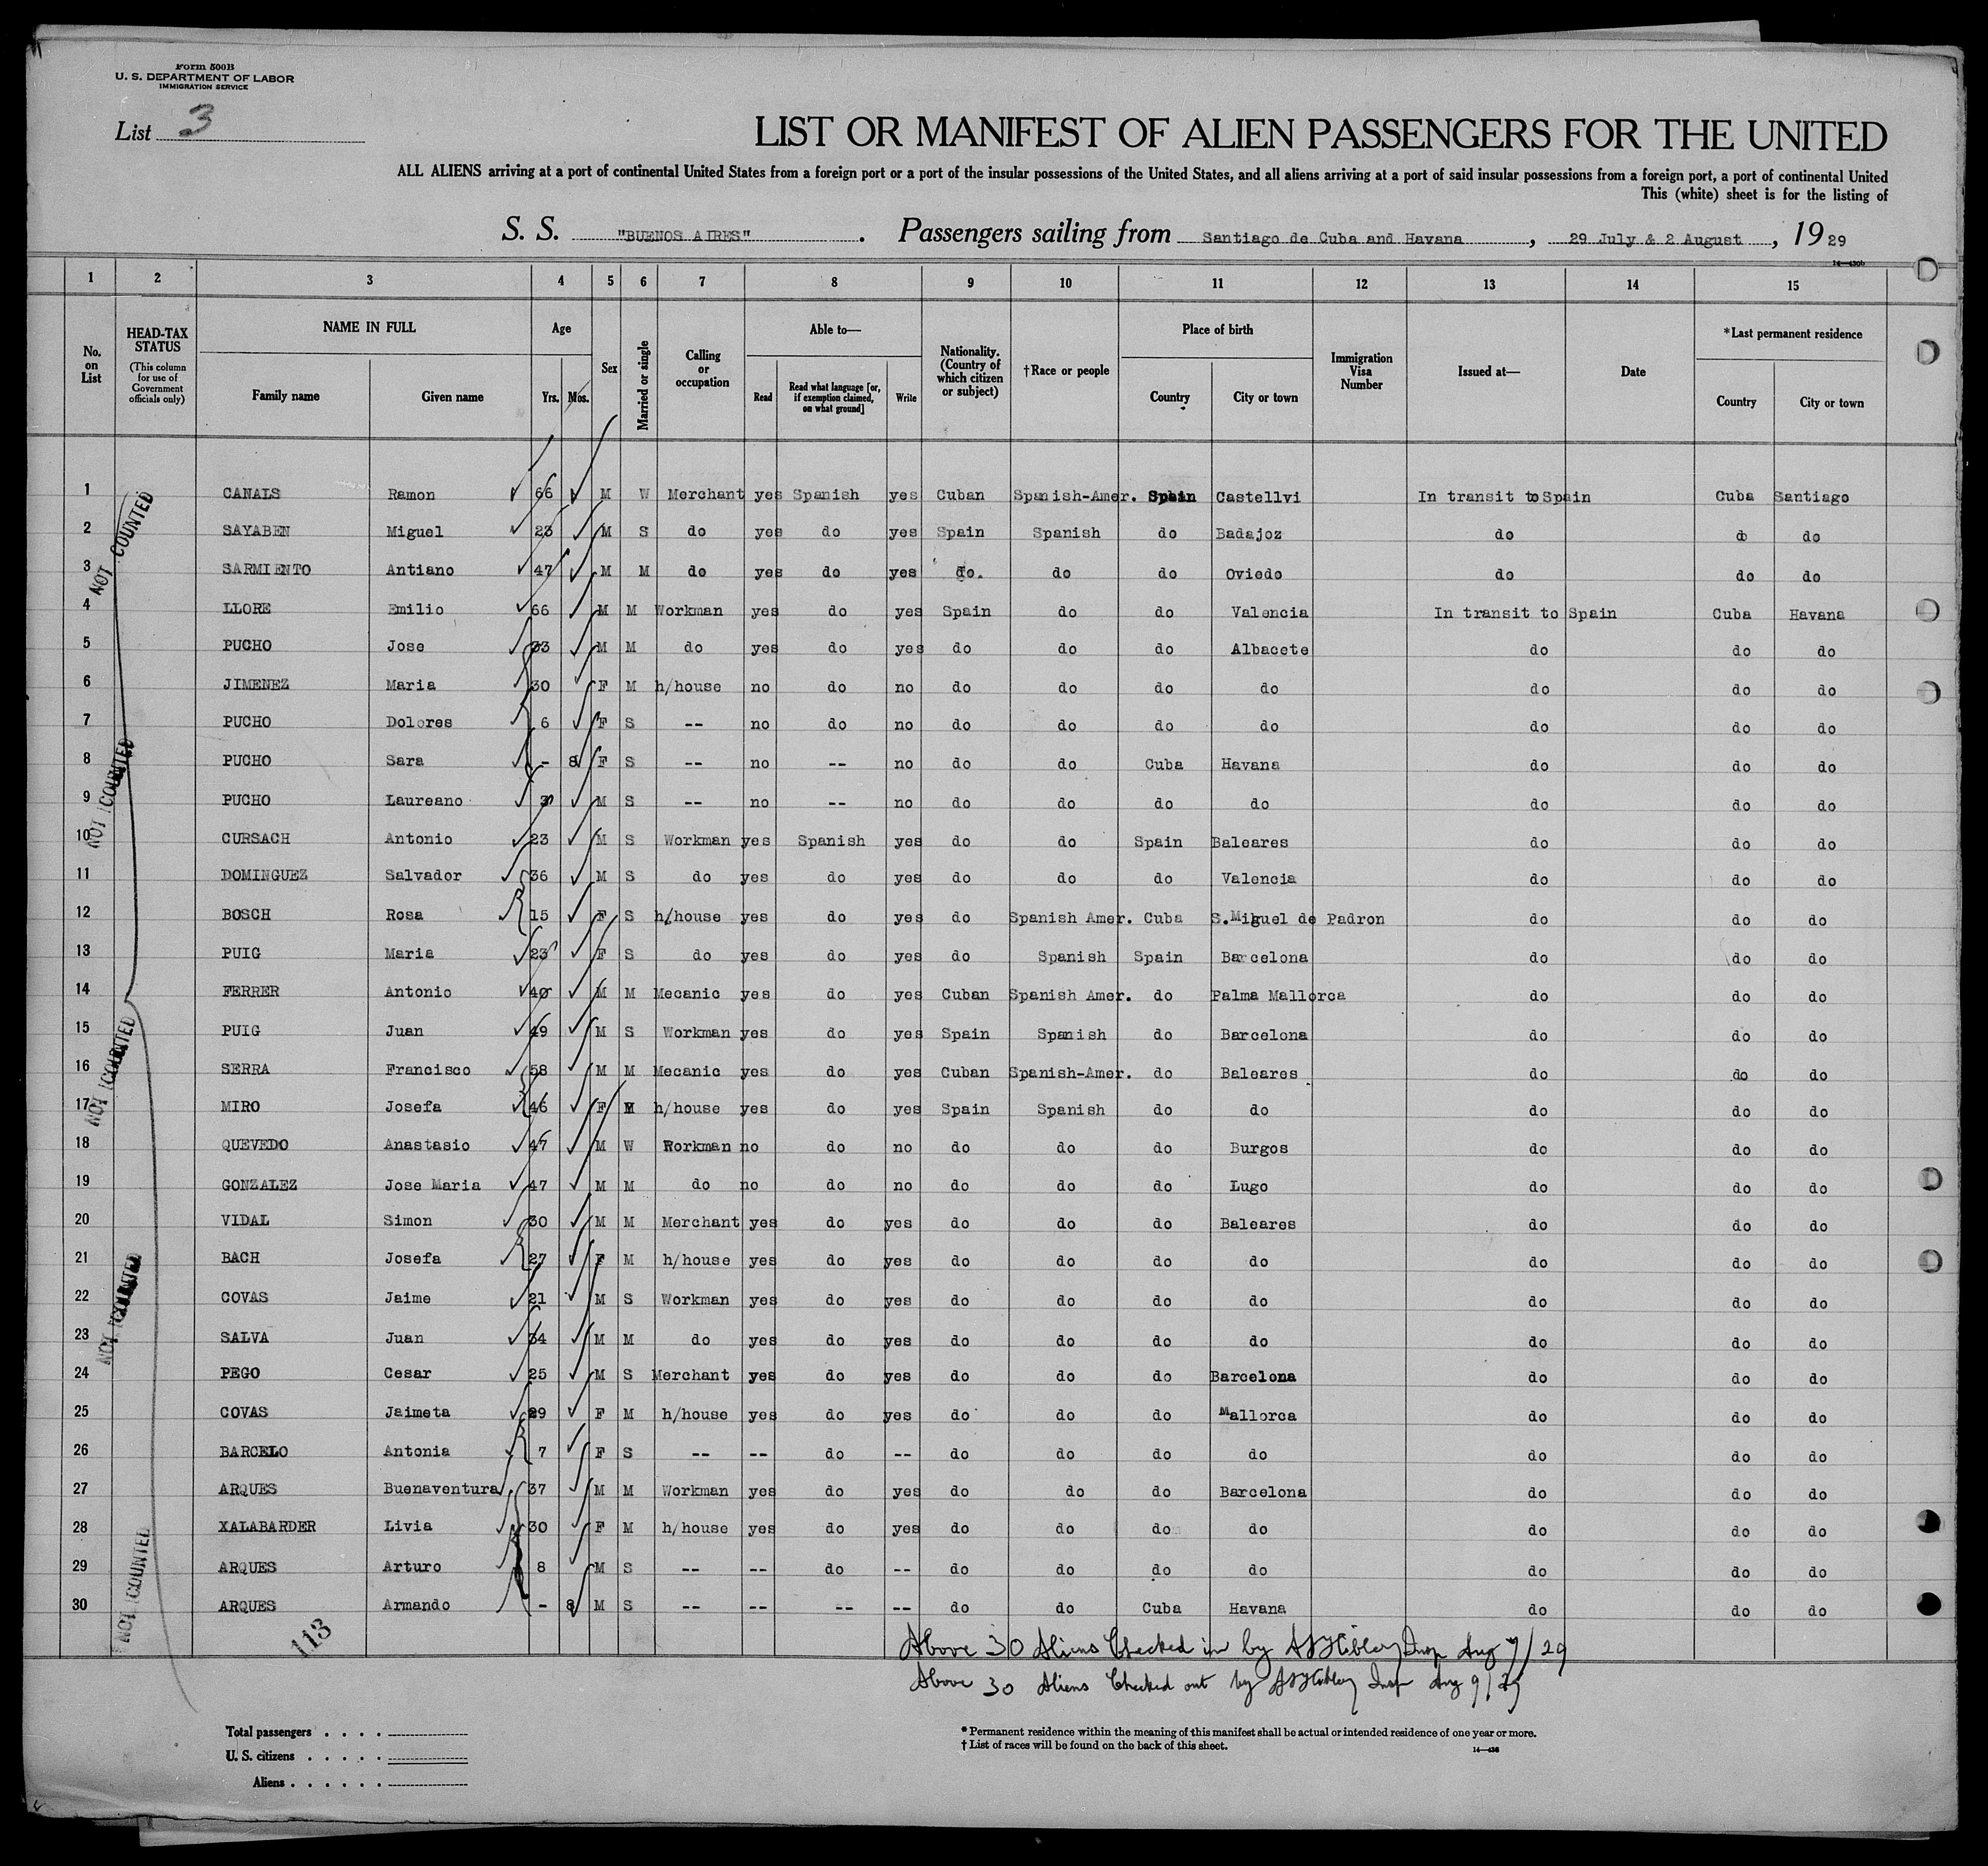 Form 500B
U. S. DEPARTMENT OF LABOR
IMMIGRATION SERVICE
List 3
LIST OR MANIFEST OF ALIEN PASSENGERS FOR THE UNITED
ALL ALIENS arriving at a port of continental United States from a foreign port or a port of the insular possessions of the United States, and all aliens arriving at a port of said insular possessions from a foreign port, a port of continental United
This (white) sheet is for the listing of
S. S. "BUENOS AIRES" . Passengers sailing from Santiago de Cuba and Havana , 29 July & 2 August , 19 29
14—430b
1 2 3 4 5 6 7 8 9 10 11 12 13 14 15
No. on List HEAD-TAX STATUS (This column for use of Government officials only) NAME IN FULL Family name Given name Age Yrs. Mos. Sex Married or single Calling or occupation Able to— Read Read what language [or, if exemption claimed, on what ground] Write Nationality. (Country of which citizen or subject) †Race or people Place of birth Country City or town Immigration Visa Number Issued at— Date *Last permanent residence Country City or town
1 CANALS Ramon 66 M W Merchant yes Spanish yes Cuban Spanish-Amer. Spain Castellvi In transit to Spain Cuba Santiago
2 SAYABEN Miguel 23 M S do yes do yes Spain Spanish do Badajoz do do do
3 SARMIENTO Antiano 47 M M do yes do yes do. do do Oviedo do do do
4 LLORE Emilio 66 M M Workman yes do yes Spain do do Valencia In transit to Spain Cuba Havana
5 PUCHO Jose 33 M M do yes do yes do do do Albacete do do do
6 JIMENEZ Maria 30 F M h/house no do no do do do do do do do
7 PUCHO Dolores 6 F S -- no do no do do do do do do do
8 PUCHO Sara - 8 F S -- no -- no do do Cuba Havana do do do
9 PUCHO Laureano 3 M S -- no -- no do do do do do do do
10 CURSACH Antonio 23 M S Workman yes Spanish yes do do Spain Baleares do do do
11 DOMINGUEZ Salvador 36 M S do yes do yes do do do Valencia do do do
12 BOSCH Rosa 15 F S h/house yes do yes do Spanish Amer. Cuba S.Miguel de Padron do do do
13 PUIG Maria 23 F S do yes do yes do Spanish Spain Barcelona do do do
14 FERRER Antonio 40 M M Mecanic yes do yes Cuban Spanish Amer. do Palma Mallorca do do do
15 PUIG Juan 49 M S Workman yes do yes Spain Spanish do Barcelona do do do
16 SERRA Francisco 58 M M Mecanic yes do yes Cuban Spanish-Amer. do Baleares do do do
17 MIRO Josefa 46 F M h/house yes do yes Spain Spanish do do do do do
18 QUEVEDO Anastasio 47 M W Rorkman no do no do do do Burgos do do do
19 GONZALEZ Jose Maria 47 M M do no do no do do do Lugo do do do
20 VIDAL Simon 30 M M Merchant yes do yes do do do Baleares do do do
21 BACH Josefa 27 F M h/house yes do yes do do do do do do do
22 COVAS Jaime 21 M S Workman yes do yes do do do do do do do
23 SALVA Juan 34 M M do yes do yes do do do do do do do
24 PEGO Cesar 25 M S Merchant yes do yes do do do Barcelona do do do
25 COVAS Jaimeta 29 F M h/house yes do yes do do do Mallorca do do do
26 BARCELO Antonia 7 F S -- -- do -- do do do do do do do
27 ARQUES Buenaventura 37 M M Workman yes do yes do do do Barcelona do do do
28 XALABARDER Livia 30 F M h/house yes do yes do do do do do do do
29 ARQUES Arturo 8 M S -- -- do -- do do do do do do do
30 ARQUES Armando - 8 M S -- -- -- -- do do Cuba Havana do do do
NOT COUNTED
NOT COUNTED
NOT COUNTED
NOT COUNTED
NOT COUNTED
113
Above 30 Aliens Checked in by Insp Aug 7/29
Above 30 Aliens Checked out by Insp Aug 9/29
Total passengers . . . .
U. S. citizens . . . . .
Aliens . . . . . .
* Permanent residence within the meaning of this manifest shall be actual or intended residence of one year or more.
† List of races will be found on the back of this sheet.